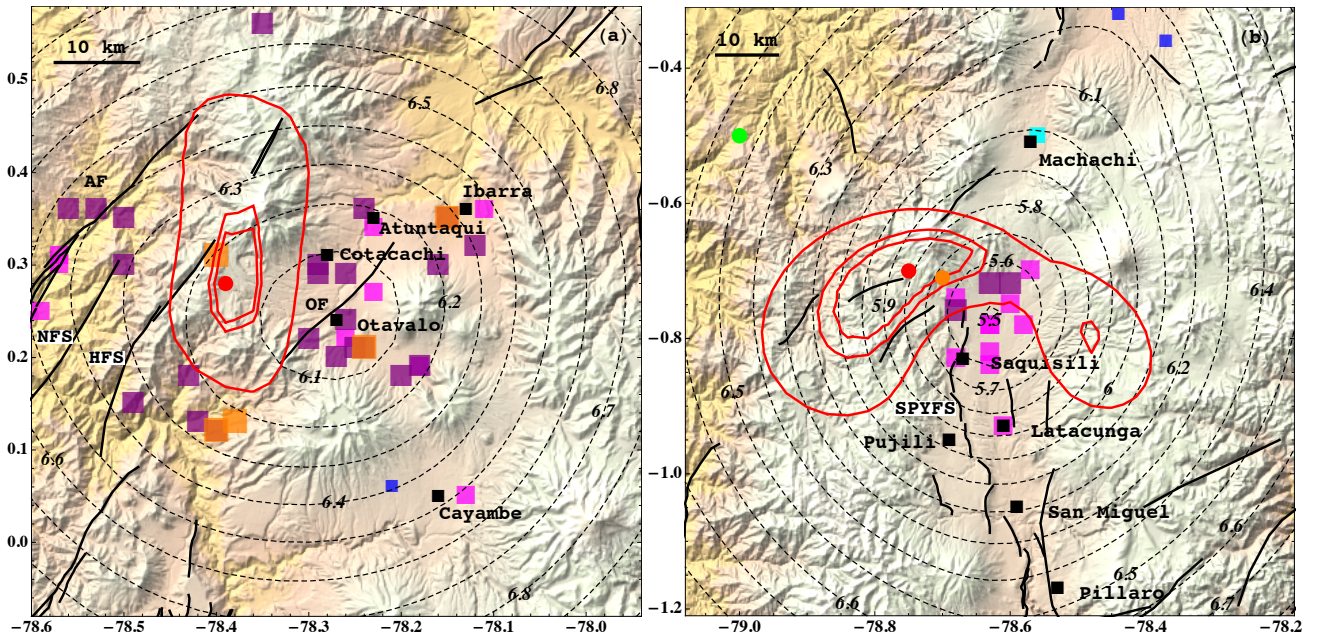 10 km
(a)
0.5
0.4
0.3
0.2
0.1
0.0
−78.6
−78.5
−78.4
−78.3
−78.2
−78.1
−78.0
6.8
6.5
6.3
AF
Ibarra
Atuntaqui
Cotacachi
OF
6.2
Otavalo
NFS
HFS
6.1
6.7
6.6
6.4
Cayambe
6.8
10 km
(b)
−0.4
−0.6
−0.8
−1.0
−1.2
−79.0
−78.8
−78.6
−78.4
−78.2
6.1
Machachi
6.3
5.8
5.6
6.4
5.9
5.5
Saquisili
6.2
5.7
6
6.5
SPYFS
Latacunga
Pujili
San Miguel
6.6
6.5
Pillaro
6.6
6.7